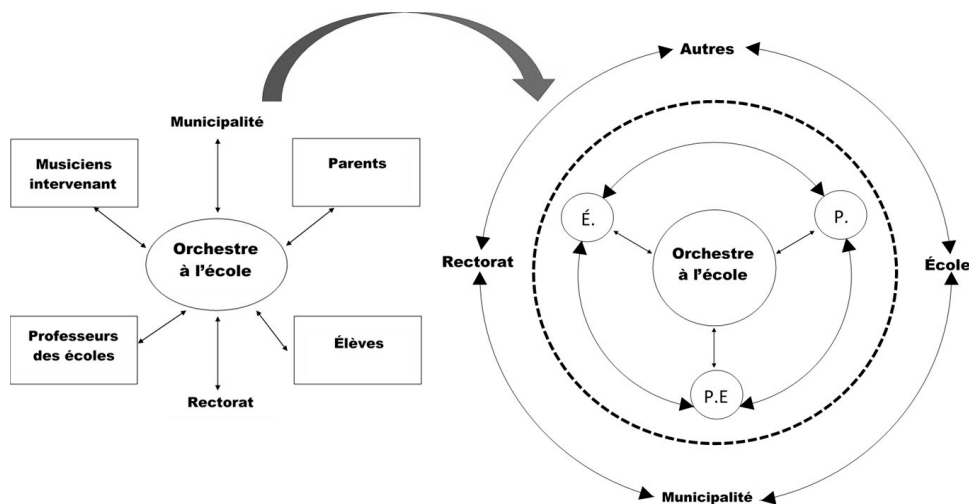 Municipalité
Musiciens
intervenant
Parents
Orchestre
à l’école
Professeurs
des écoles
Élèves
Rectorat
Autres
É.
P.
Orchestre
à l’école
Rectorat
École
P.E
Municipalité